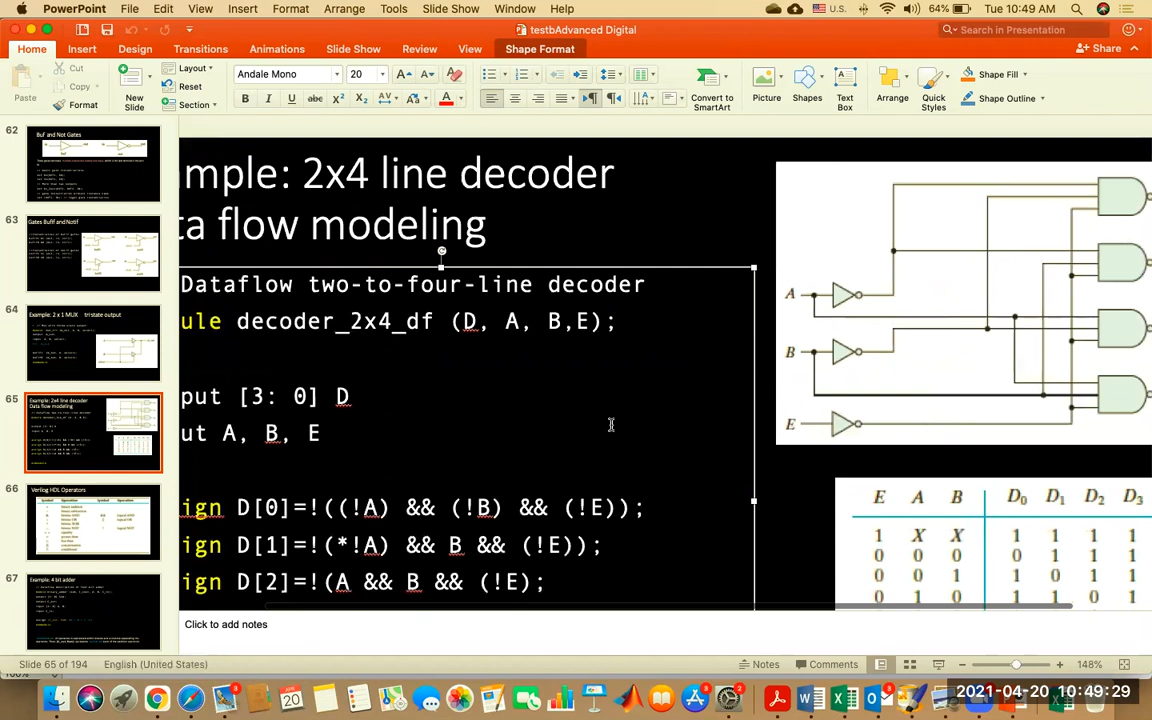 PowerPoint File Edit View Insert Format Arrange Tools Slide Show Window Help U.S. 64% Tue 10:49 AM
testbAdvanced Digital
Search in Presentation
Home Insert Design Transitions Animations Slide Show Review View Shape Format
Share
Paste
Cut
Copy
Format
New
Slide
Layout
Reset
Section
Andale Mono 20
B I U abc X² X₂ AV Aa A
Convert to
SmartArt
Picture
Shapes
Text
Box
Arrange
Quick
Styles
Shape Fill
Shape Outline
62
Buf and Not Gates
63
Gates Bufif and Notif
64
Example: 2 x 1 MUX tristate output
65
Example: 2x4 line decoder
Data flow modeling
66
Verilog HDL Operators
67
Example: 4 bit adder
mple: 2x4 line decoder
ta flow modeling
Dataflow two-to-four-line decoder
ule decoder_2x4_df (D, A, B,E);
put [3: 0] D
ut A, B, E
ign D[0]=!((!A) && (!B) && (!E));
ign D[1]=!(*!A) && B && (!E));
ign D[2]=!(A && B && (!E);
A
B
E
E A B D₀ D₁ D₂ D₃
1 X X 1 1 1 1
0 0 0 0 1 1 1
0 0 1 1 0 1 1
0 1 0 1 1 0 1
Click to add notes
Slide 65 of 194 English (United States) Notes Comments 148%
2021-04-20 10:49:29